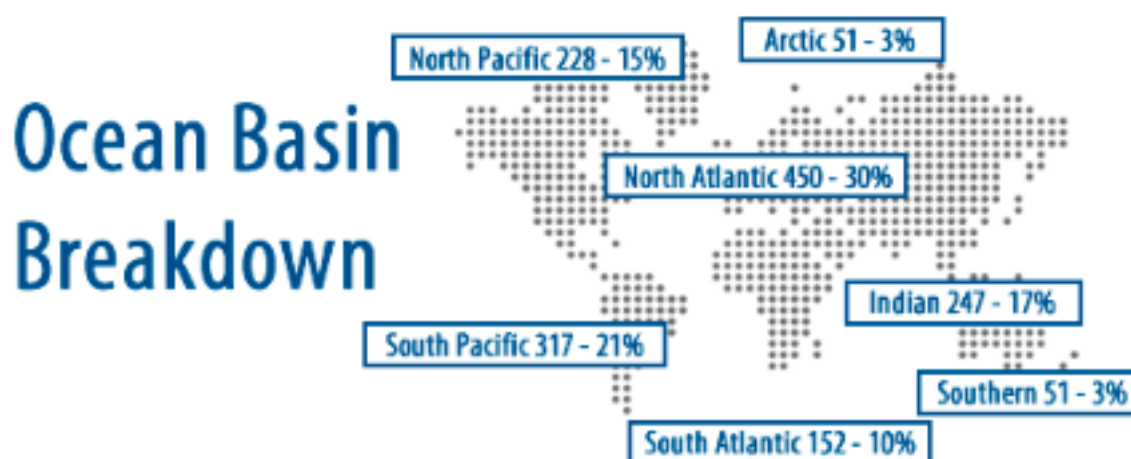 Ocean Basin
Breakdown
North Pacific 228 - 15%
Arctic 51 - 3%
North Atlantic 450 - 30%
Indian 247 - 17%
South Pacific 317 - 21%
Southern 51 - 3%
South Atlantic 152 - 10%